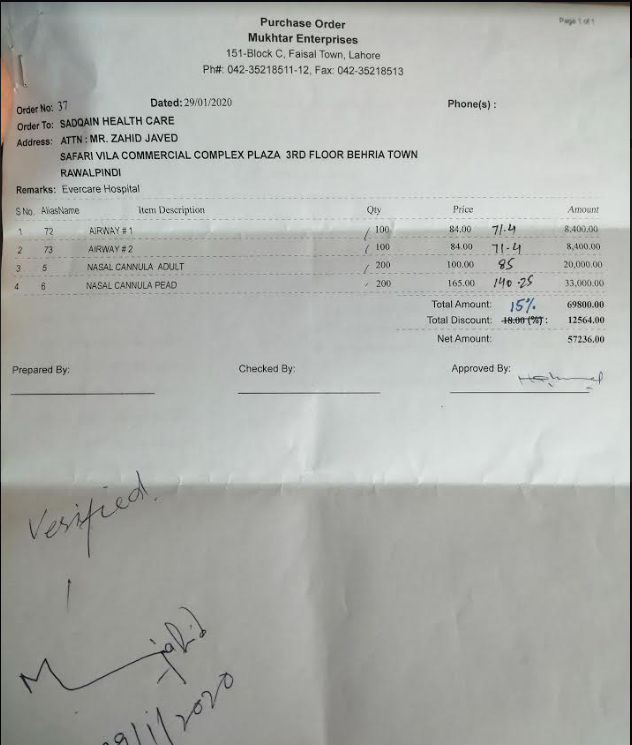 Page 1 of 1
Purchase Order
Mukhtar Enterprises
151-Block C, Faisal Town, Lahore
Ph#: 042-35218511-12, Fax: 042-35218513
Order No: 37 Dated: 29/01/2020 Phone(s) :
Order To: SADQAIN HEALTH CARE
Address: ATTN : MR. ZAHID JAVED
SAFARI VILA COMMERCIAL COMPLEX PLAZA 3RD FLOOR BEHRIA TOWN
RAWALPINDI
Remarks: Evercare Hospital
S No. AliasName Item Description Qty Price Amount
1 72 AIRWAY # 1 100 84.00 71.4 8,400.00
2 73 AIRWAY # 2 100 84.00 71-4 8,400.00
3 5 NASAL CANNULA ADULT 200 100.00 85 20,000.00
4 6 NASAL CANNULA PEAD 200 165.00 140-25 33,000.00
Total Amount: 15% 69800.00
Total Discount: 18.00 (%) : 12564.00
Net Amount: 57236.00
Prepared By: Checked By: Approved By:
Verified.
/1/2020